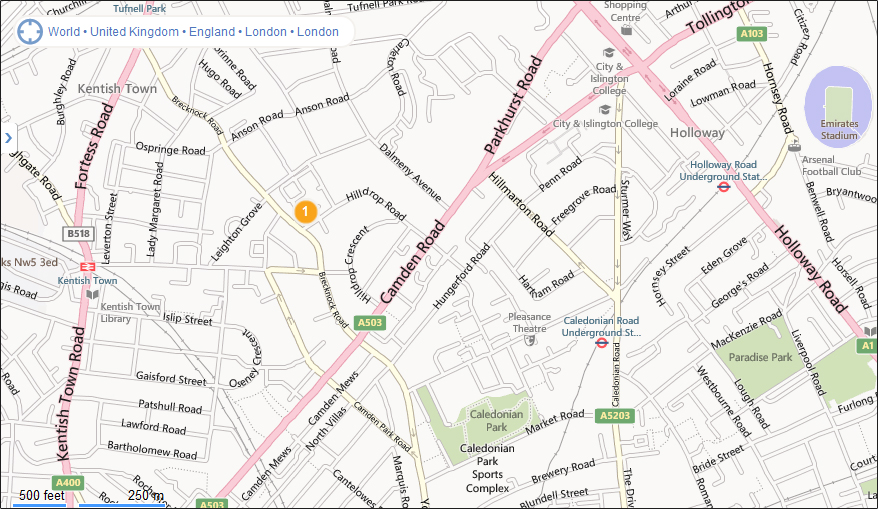 Churchill
Tufnell Park
Tufnell Park Road
Shopping
Centre
Arthur
Tollington
Citizen Road
A103
World • United Kingdom • England • London • London
Corinne Road
Hugo Road
Carleton Road
City &
Islington
College
Loraine Road
Lowman Road
Hornsey Road
Burghley Road
Kentish Town
Brecknock Road
Anson Road
Anson Road
Parkhurst Road
City & Islington College
Holloway
Emirates
Stadium
Fortess Road
Ospringe Road
Dalmeny Avenue
Penn Road
Holloway Road
Underground Stat...
Arsenal
Football Club
Highgate Road
Lady Margaret Road
Leverton Street
Leighton Grove
1
Hilldrop Road
Hillmarton Road
Freegrove Road
Sturmer Way
Benwell Road
Bryantwood
B518
Hilldrop Crescent
Camden Road
Hungerford Road
Hornsey Street
Eden Grove
Holloway Road
Horsell Road
ks Nw5 3ed
Kentish Town
Brecknock Road
George's Road
nis Road
Kentish Town
Library
Islip Street
A503
Pleasance
Theatre
Caledonian Road
Underground St...
MacKenzie Road
Liverpool Road
A1
Kentish Town Road
Oseney Crescent
Gaisford Street
Caledonian Road
Paradise Park
Patshull Road
Camden Mews
Westbourne Road
Lough Road
Furlong
Lawford Road
North Villas
Camden Park Road
Caledonian
Park
Market Road
A5203
Bartholomew Road
Camden Mews
Caledonian
Park
Sports
Complex
Bride Street
A400
Cantelowes
Marquis Road
Brewery Road
Court
500 feet
250 m
A503
Blundell Street
The Drive
Roman